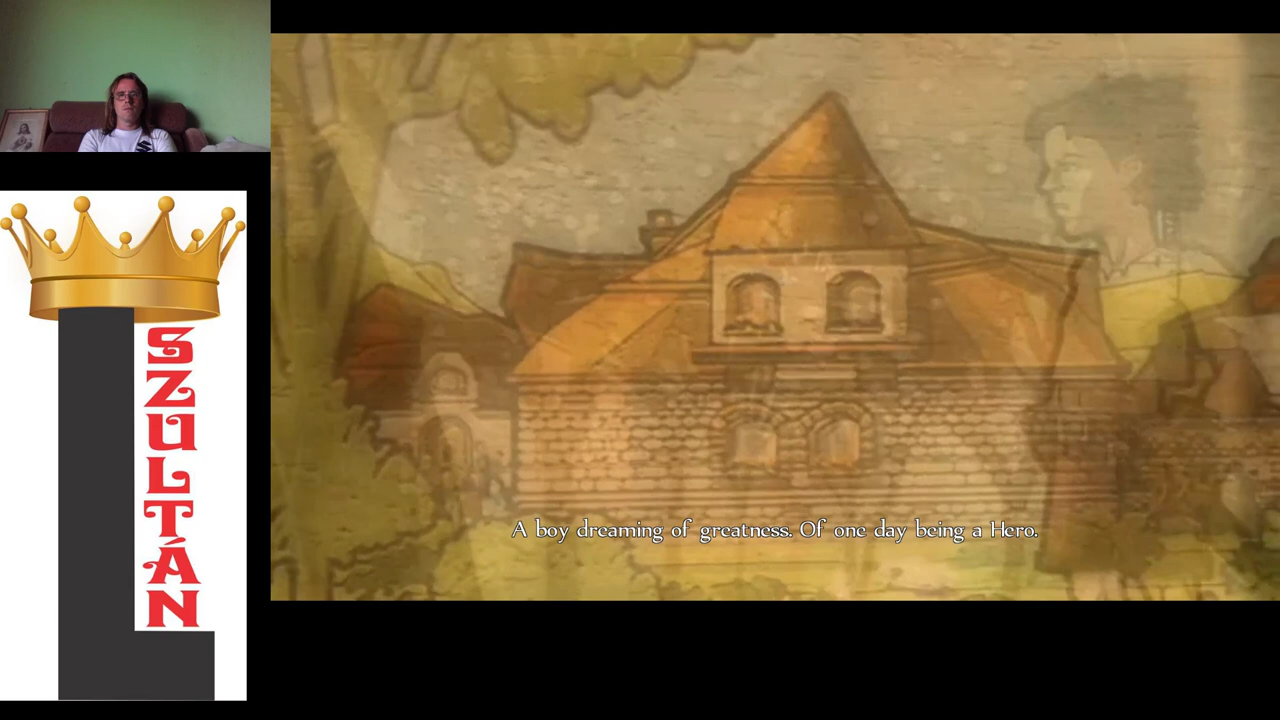 L
SZULTÁN
A boy dreaming of greatness. Of one day being a Hero.